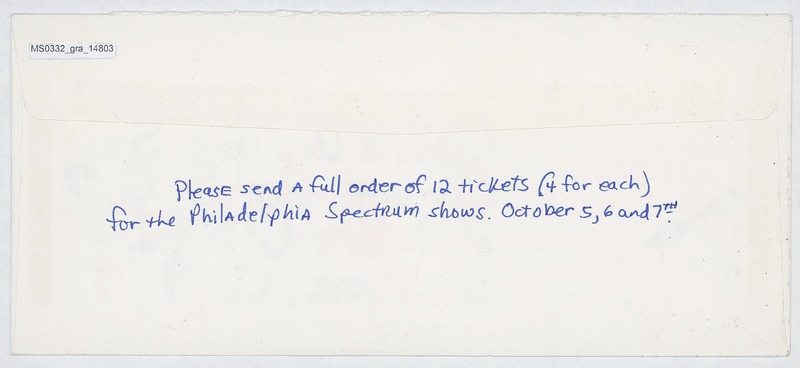 MS0332_gra_14803
Please send A full order of 12 tickets (4 for each)
for the PhilAdelphiA Spectrum shows. October 5, 6 and 7TH